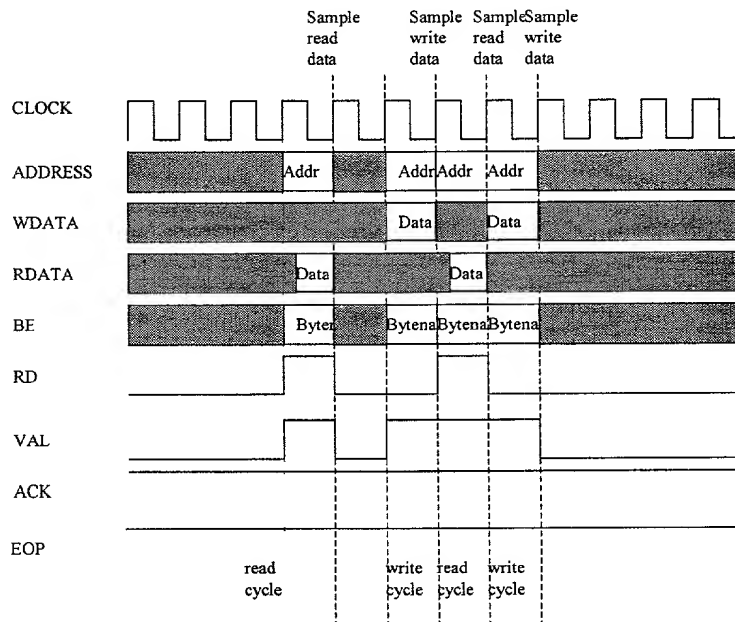 Sample Sample SampleSample
read write read write
data data data data
CLOCK
ADDRESS Addr Addr Addr Addr
WDATA Data Data
RDATA Data Data
BE Byter Bytena Bytena Bytena
RD
VAL
ACK
EOP
read write read write
cycle cycle cycle cycle